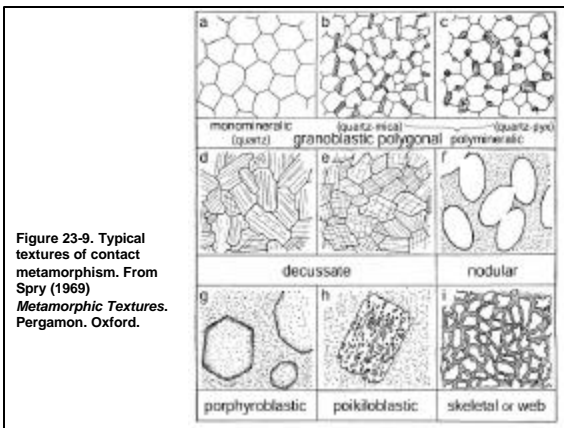 Figure 23-9. Typical
textures of contact
metamorphism. From
Spry (1969)
Metamorphic Textures.
Pergamon. Oxford.
a
b
c
monomineralic
(quartz)
(quartz-mica)
(quartz-pyx)
granoblastic polygonal polymineralic
d
e
f
decussate
nodular
g
h
i
porphyroblastic
poikiloblastic
skeletal or web